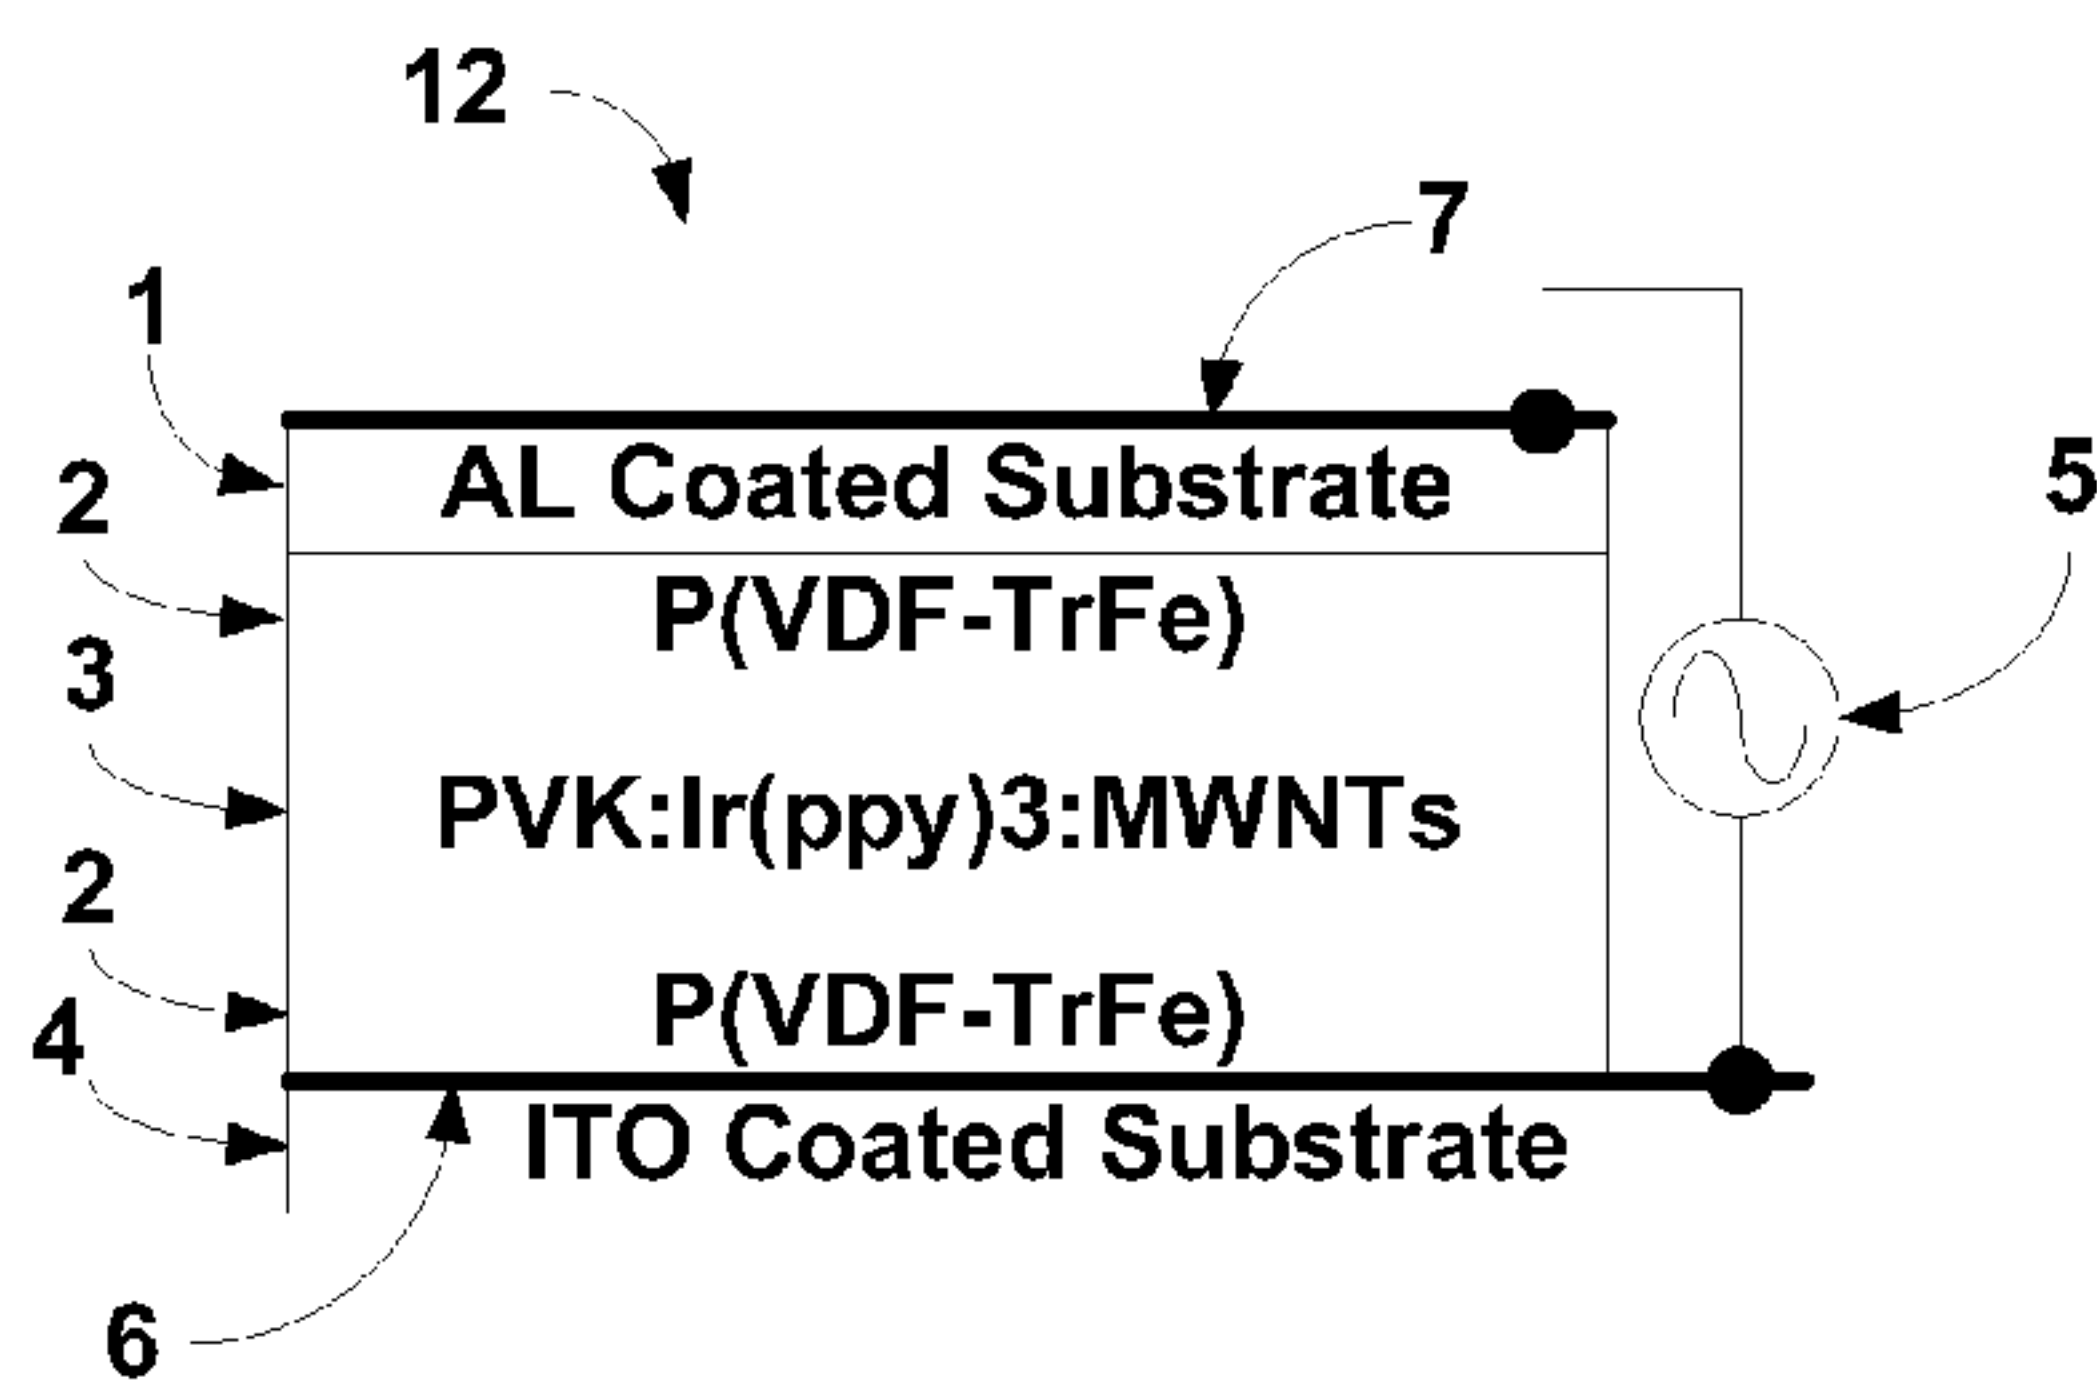 12
7
1
AL Coated Substrate
5
2
P(VDF-TrFe)
3
PVK:Ir(ppy)3:MWNTs
2
P(VDF-TrFe)
4
ITO Coated Substrate
6